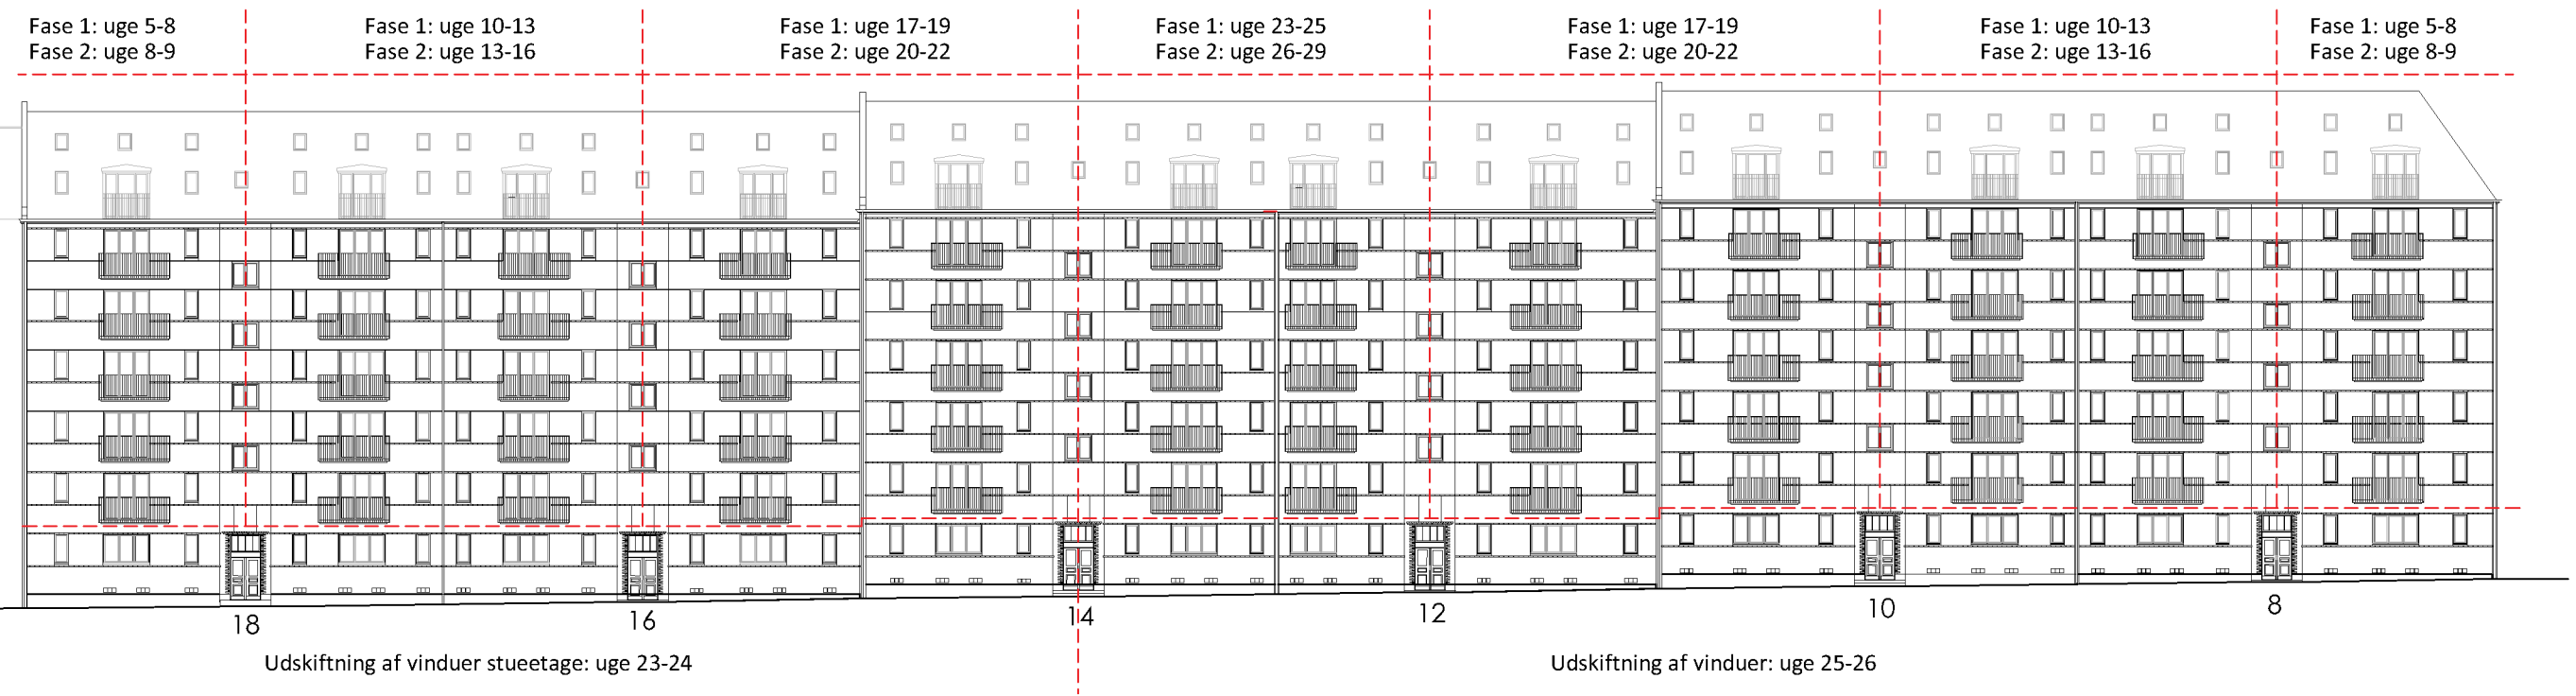 Fase 1: uge 5-8
Fase 2: uge 8-9
Fase 1: uge 10-13
Fase 2: uge 13-16
Fase 1: uge 17-19
Fase 2: uge 20-22
Fase 1: uge 23-25
Fase 2: uge 26-29
Fase 1: uge 17-19
Fase 2: uge 20-22
Fase 1: uge 10-13
Fase 2: uge 13-16
Fase 1: uge 5-8
Fase 2: uge 8-9
18
16
14
12
10
8
Udskiftning af vinduer stueetage: uge 23-24
Udskiftning af vinduer: uge 25-26